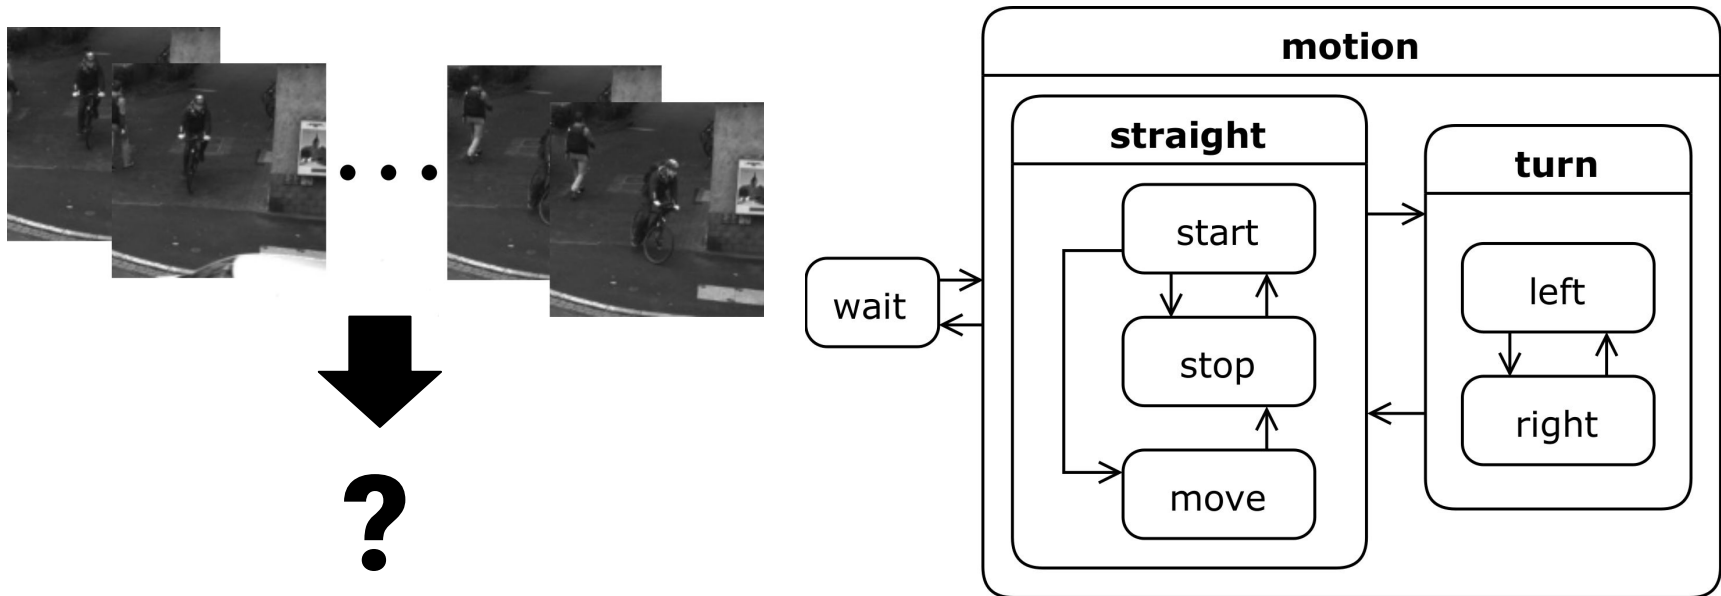 ?
wait
motion
straight
start
stop
move
turn
left
right